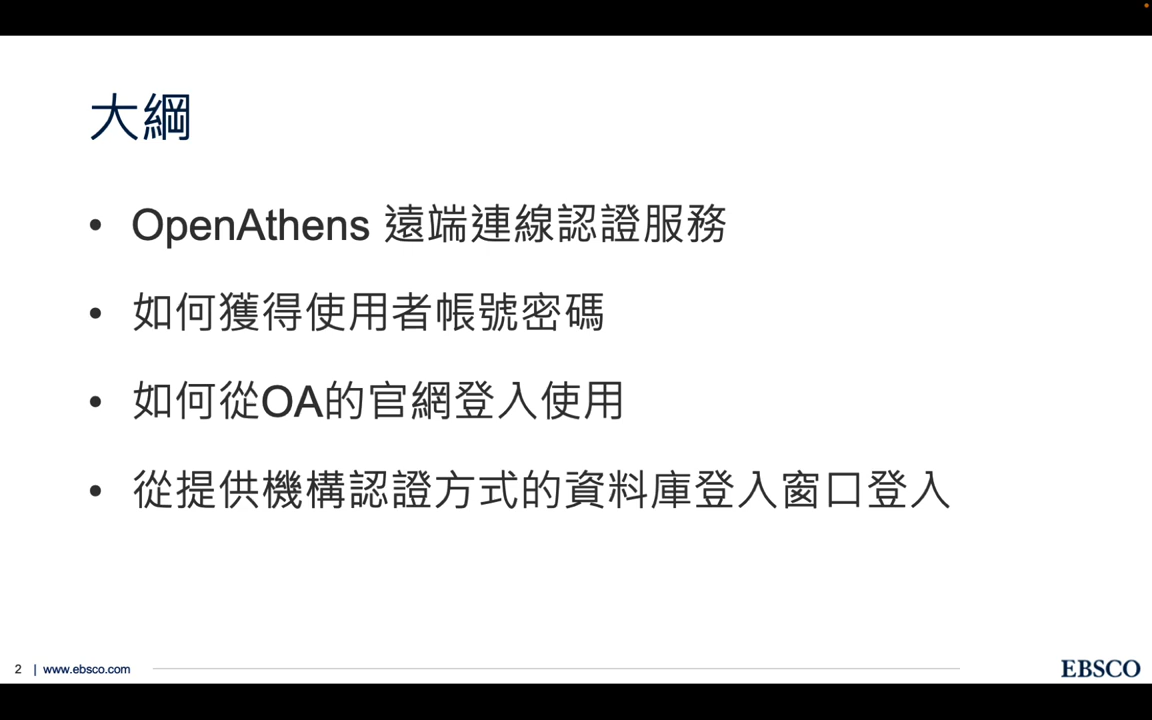 大綱
• OpenAthens 遠端連線認證服務
• 如何獲得使用者帳號密碼
• 如何從OA的官網登入使用
• 從提供機構認證方式的資料庫登入窗口登入
2 | www.ebsco.com
EBSCO